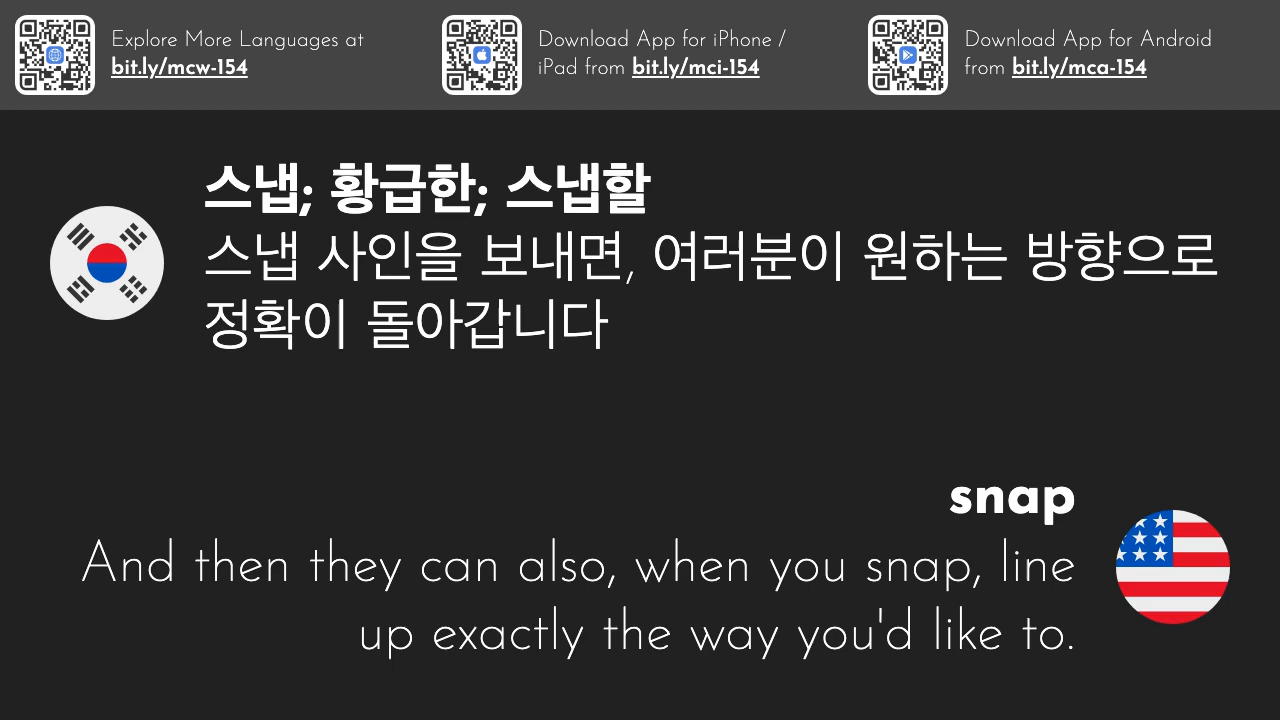 Explore More Languages at
bit.ly/mcw-154
Download App for iPhone /
iPad from bit.ly/mci-154
Download App for Android
from bit.ly/mca-154
스냅; 황급한; 스냅할
스냅 사인을 보내면, 여러분이 원하는 방향으로
정확이 돌아갑니다
snap
And then they can also, when you snap, line
up exactly the way you'd like to.